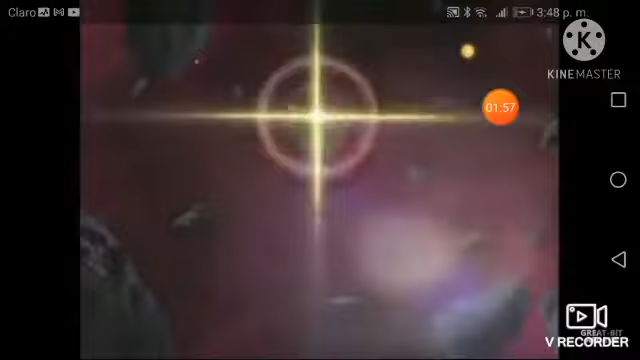 Claro 3:48 p. m.
K
KINEMASTER
01:57
GREAT-BIT
V RECORDER